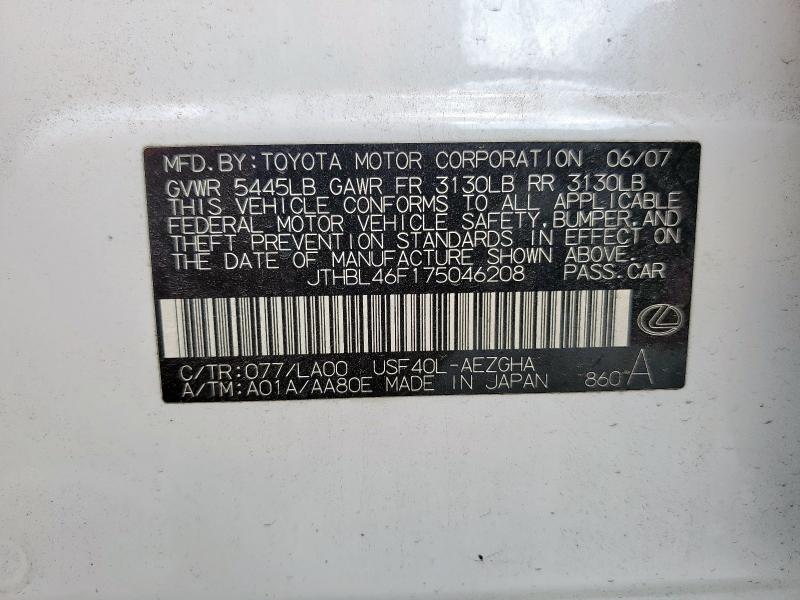 MFD. BY: TOYOTA MOTOR CORPORATION 06/07
GVWR 5445LB GAWR FR 3130LB RR 3130LB
THIS VEHICLE CONFORMS TO ALL APPLICABLE
FEDERAL MOTOR VEHICLE SAFETY, BUMPER, AND
THEFT PREVENTION STANDARDS IN EFFECT ON
THE DATE OF MANUFACTURE SHOWN ABOVE.
JTHBL46F175046208 PASS. CAR
C/TR: 077/LA00 USF40L-AEZGHA
A/TM: A01A/AA80E MADE IN JAPAN 860 A